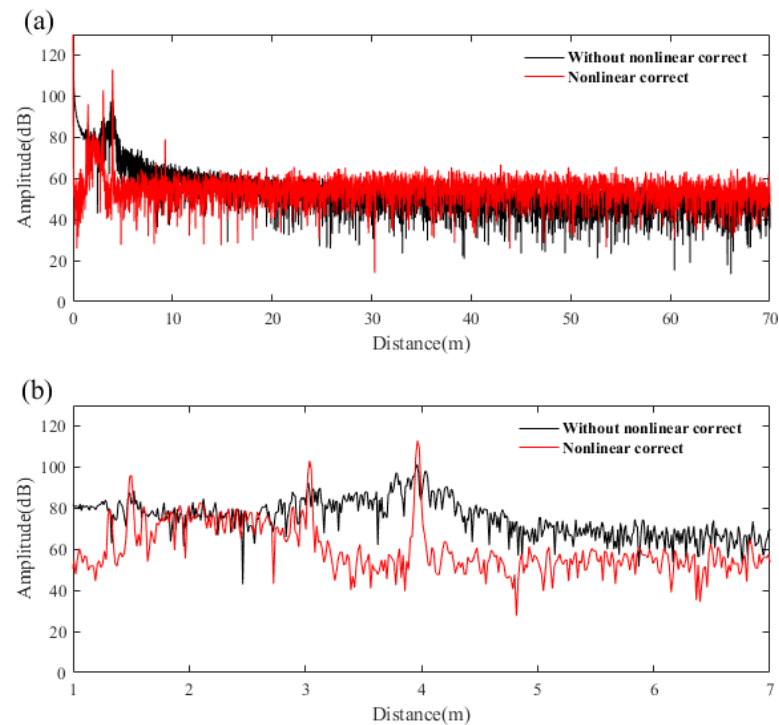 (a)
120
100
80
60
40
20
0
Amplitude(dB)
Without nonlinear correct
Nonlinear correct
0 10 20 30 40 50 60 70
Distance(m)
(b)
120
100
80
60
40
20
0
Amplitude(dB)
Without nonlinear correct
Nonlinear correct
1 2 3 4 5 6 7
Distance(m)